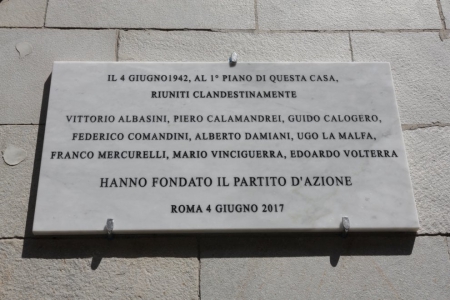 IL 4 GIUGNO1942, AL 1° PIANO DI QUESTA CASA,
RIUNITI CLANDESTINAMENTE
VITTORIO ALBASINI, PIERO CALAMANDREI, GUIDO CALOGERO,
FEDERICO COMANDINI, ALBERTO DAMIANI, UGO LA MALFA,
FRANCO MERCURELLI, MARIO VINCIGUERRA, EDOARDO VOLTERRA
HANNO FONDATO IL PARTITO D'AZIONE
ROMA 4 GIUGNO 2017